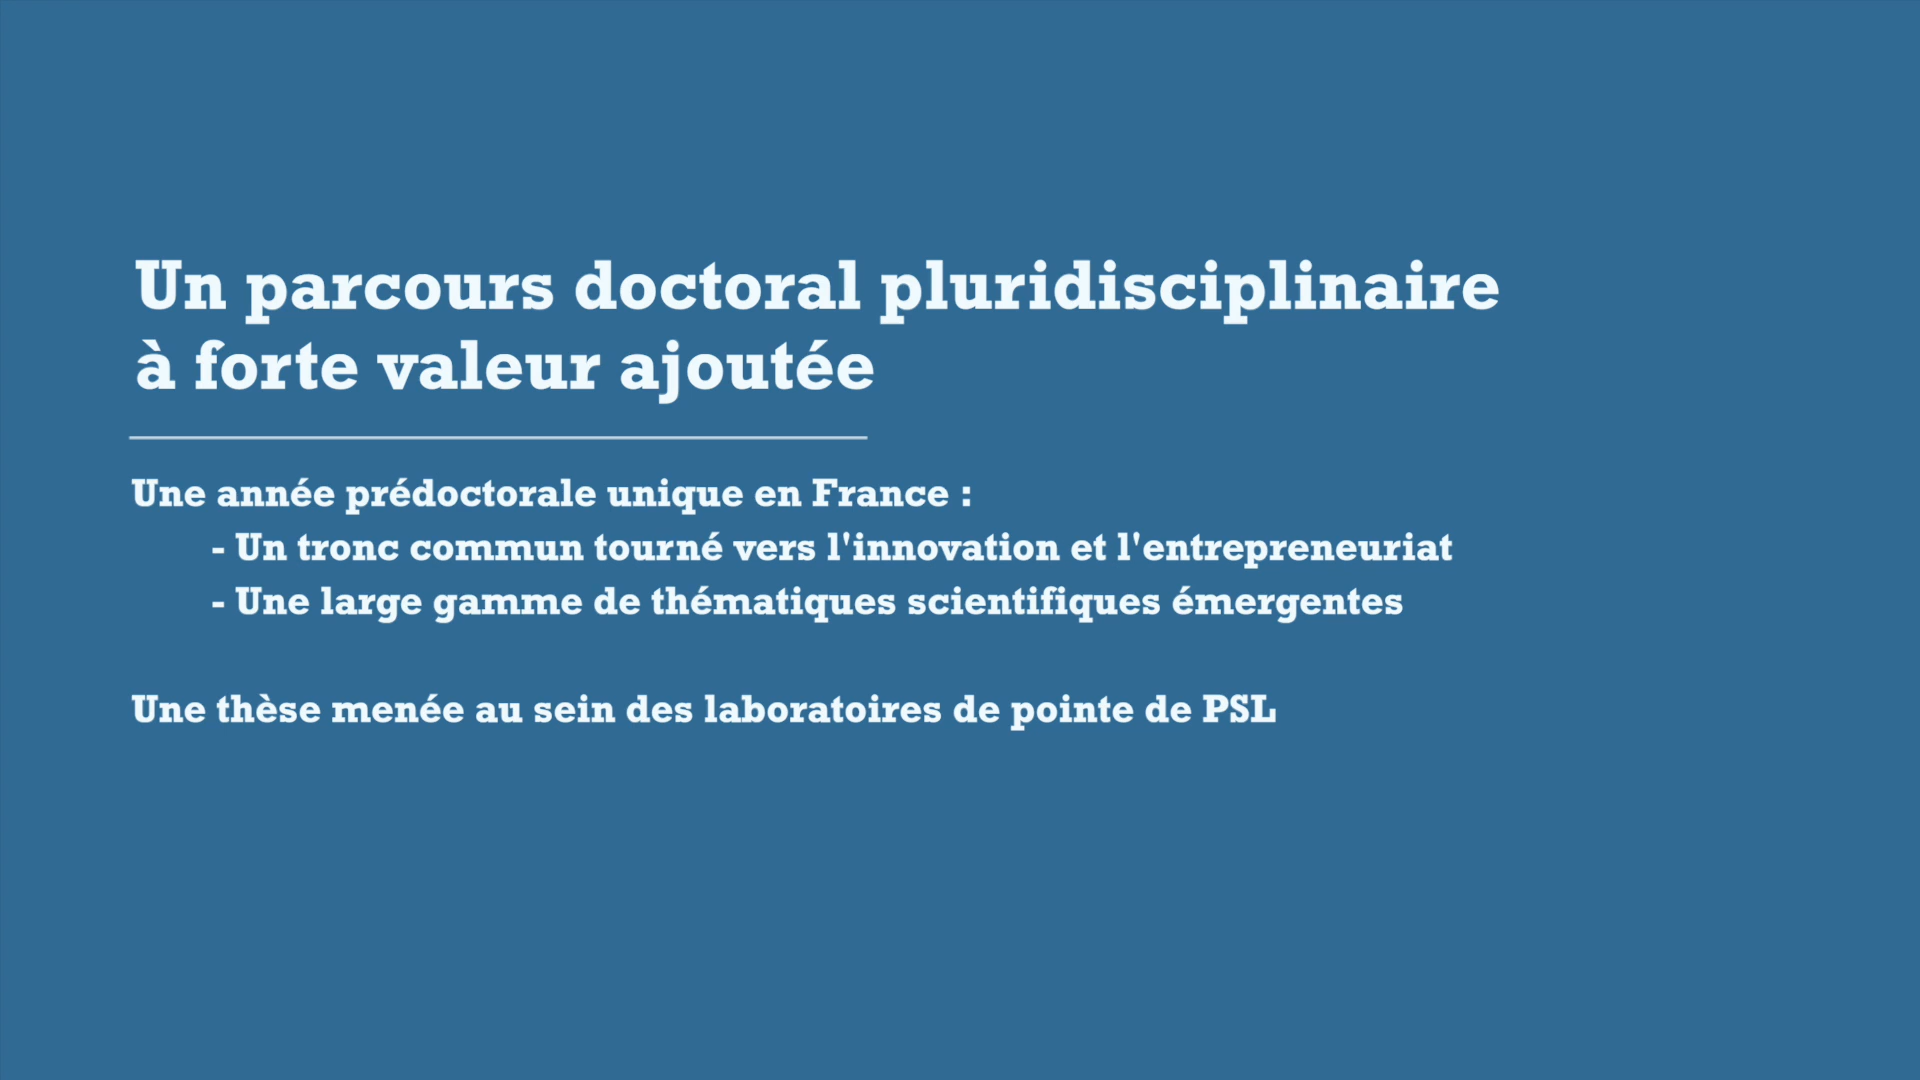 Un parcours doctoral pluridisciplinaire
à forte valeur ajoutée
Une année prédoctorale unique en France :
- Un tronc commun tourné vers l'innovation et l'entrepreneuriat
- Une large gamme de thématiques scientifiques émergentes
Une thèse menée au sein des laboratoires de pointe de PSL